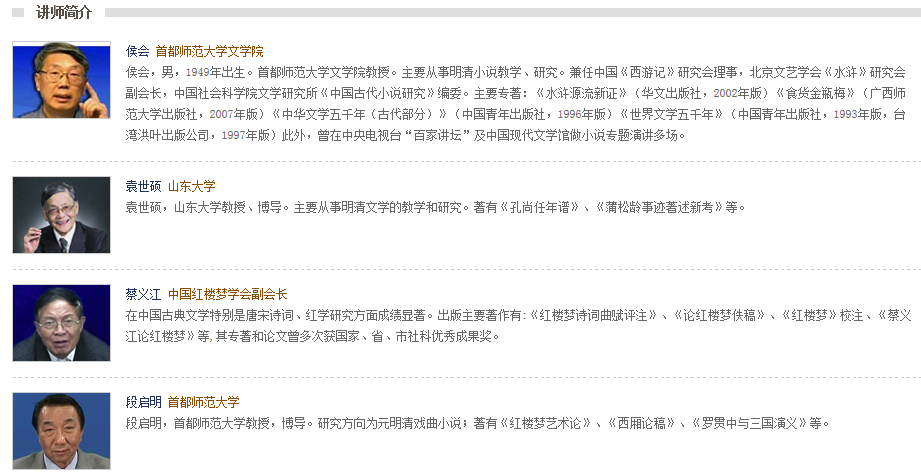 讲师简介
侯会 首都师范大学文学院
侯会，男，1949年出生。首都师范大学文学院教授。主要从事明清小说教学、研究。兼任中国《西游记》研究会理事，北京文艺学会《水浒》研究会
副会长，中国社会科学院文学研究所《中国古代小说研究》编委。主要专著：《水浒源流新证》（华文出版社，2002年版）《食货金瓶梅》（广西师
范大学出版社，2007年版）《中华文学五千年（古代部分）》（中国青年出版社，1996年版）《世界文学五千年》（中国青年出版社，1993年版，台
湾洪叶出版公司，1997年版）此外，曾在中央电视台“百家讲坛”及中国现代文学馆做小说专题演讲多场。
袁世硕 山东大学
袁世硕，山东大学教授、博导。主要从事明清文学的教学和研究。著有《孔尚任年谱》、《蒲松龄事迹著述新考》等。
蔡义江 中国红楼梦学会副会长
在中国古典文学特别是唐宋诗词、红学研究方面成绩显著。出版主要著作有:《红楼梦诗词曲赋评注》、《论红楼梦佚稿》、《红楼梦》校注、《蔡义
江论红楼梦》等,其专著和论文曾多次获国家、省、市社科优秀成果奖。
段启明 首都师范大学
段启明，首都师范大学教授，博导。研究方向为元明清戏曲小说；著有《红楼梦艺术论》、《西厢论稿》、《罗贯中与三国演义》等。